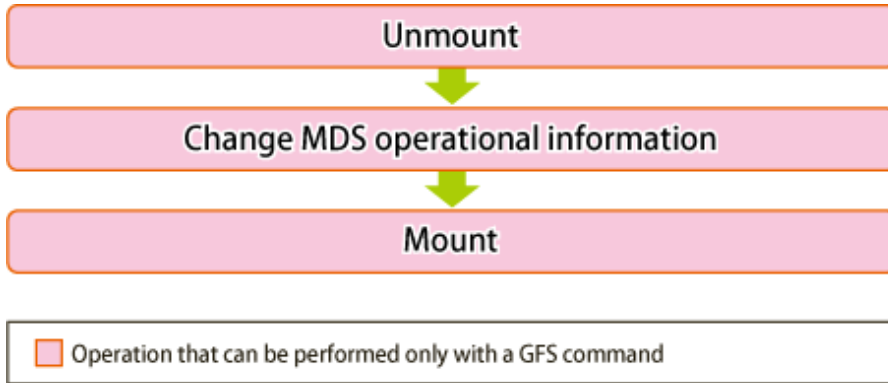 Unmount
Change MDS operational information
Mount
Operation that can be performed only with a GFS command